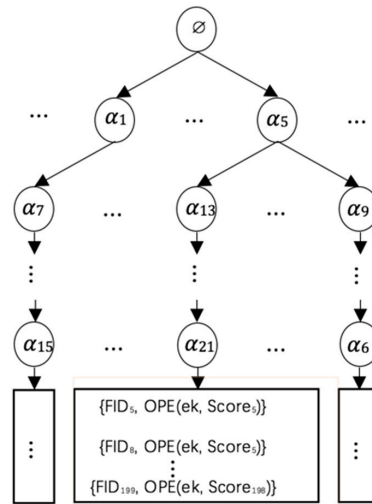 ∅
... α₁ ... α₅ ...
α₇ ... α₁₃ ... α₉
⋮ ⋮ ⋮
α₁₅ ... α₂₁ ... α₆
{FID₅, OPE(ek, Score₅)}
⋮ {FID₈, OPE(ek, Score₅)} ⋮
⋮
{FID₁₉₉, OPE(ek, Score₁₉₈)}